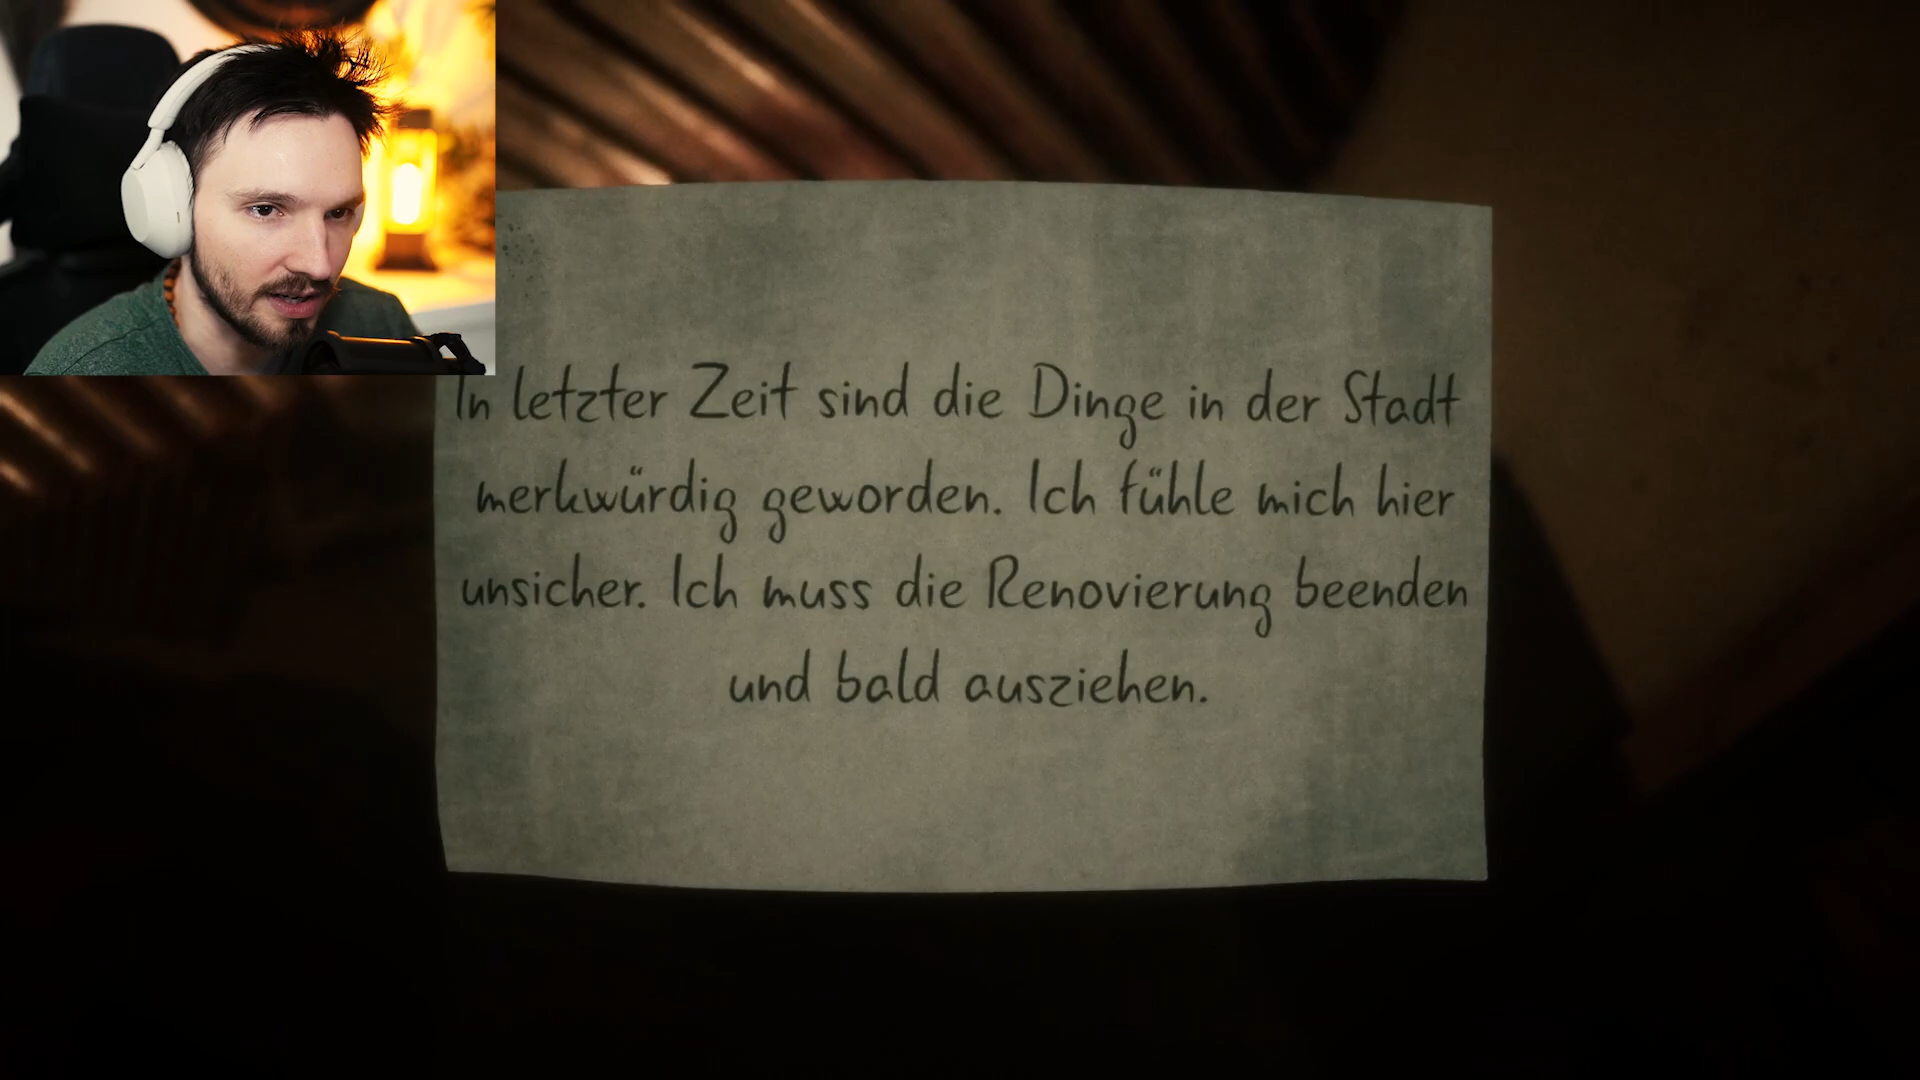 In letzter Zeit sind die Dinge in der Stadt
merkwürdig geworden. Ich fühle mich hier
unsicher. Ich muss die Renovierung beenden
und bald ausziehen.